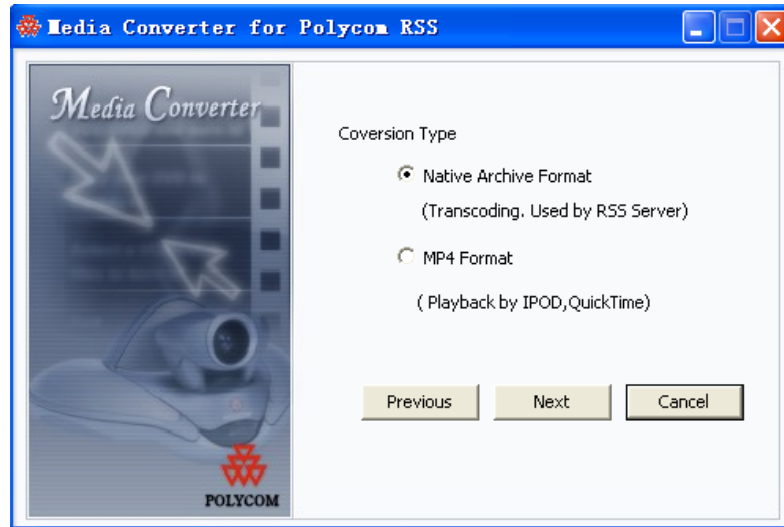 Media Converter for Polycom RSS
Media Converter
Coversion Type
Native Archive Format
(Transcoding. Used by RSS Server)
MP4 Format
( Playback by IPOD,QuickTime)
Previous
Next
Cancel
POLYCOM